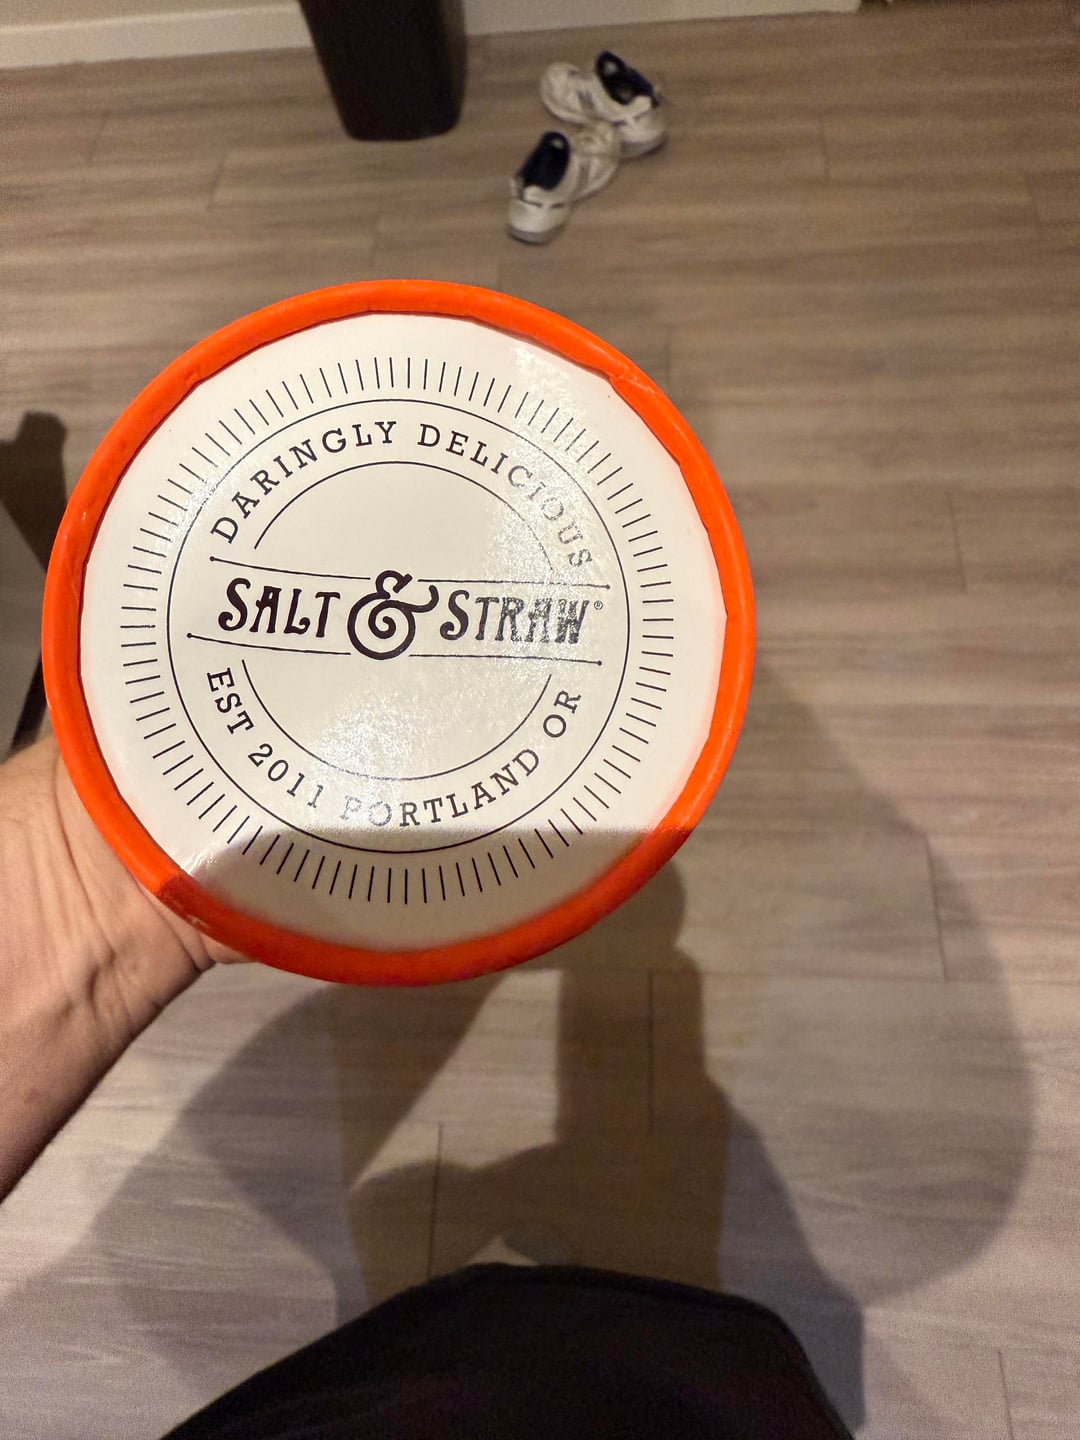 DARINGLY DELICIOUS
SALT & STRAW®
EST 2011 PORTLAND OR